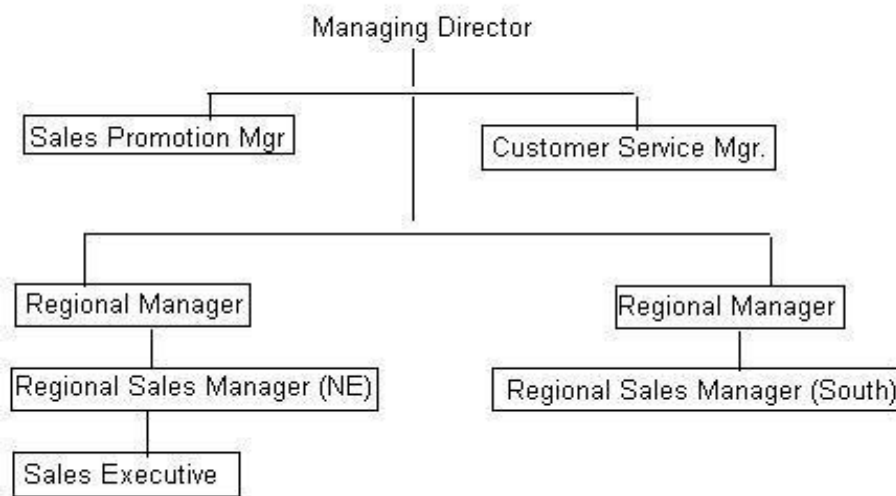 Managing Director
Sales Promotion Mgr
Customer Service Mgr.
Regional Manager
Regional Manager
Regional Sales Manager (NE)
Regional Sales Manager (South)
Sales Executive